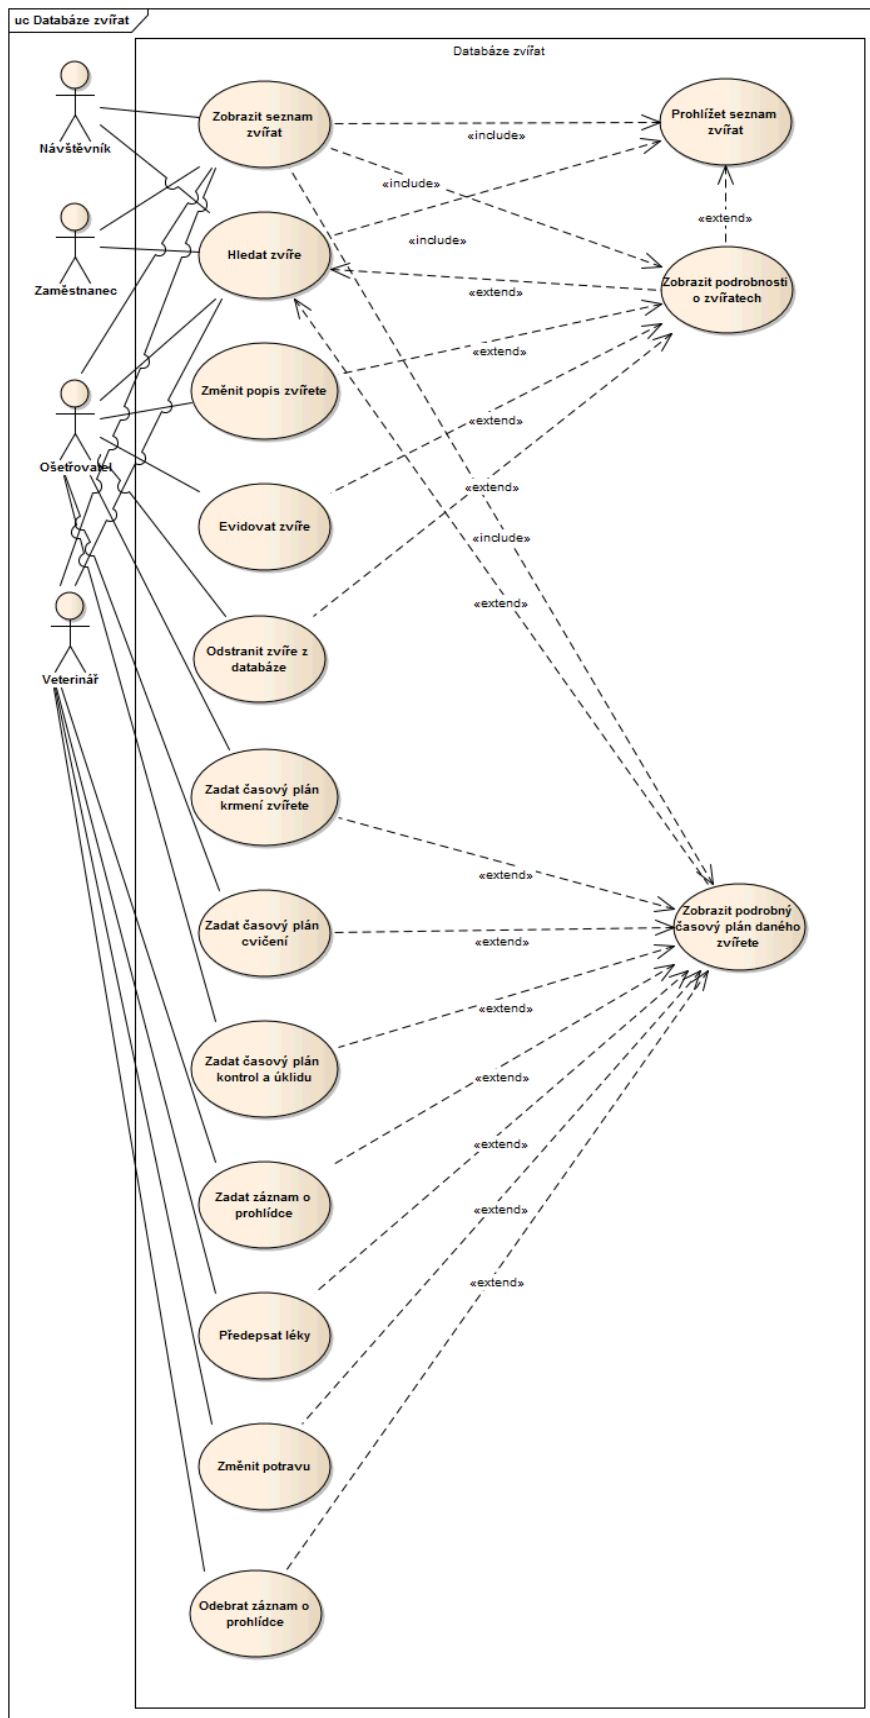 uc Databáze zvířat
Databáze zvířat
Návštěvník
Zaměstnanec
Ošetřovatel
Veterinář
Zobrazit seznam
zvířat
Prohlížet seznam
zvířat
«include»
«include»
«extend»
Hledat zvíře
«include»
Zobrazit podrobnosti
o zvířatech
«extend»
Změnit popis zvířete
«extend»
«extend»
Evidovat zvíře
«extend»
«include»
«extend»
Odstranit zvíře z
databáze
Zadat časový plán
krmení zvířete
«extend»
Zadat časový plán
cvičení
Zobrazit podrobný
časový plán daného
zvířete
«extend»
«extend»
Zadat časový plán
kontrol a úklidu
«extend»
«extend»
Zadat záznam o
prohlídce
«extend»
«extend»
Předepsat léky
Změnit potravu
Odebrat záznam o
prohlídce